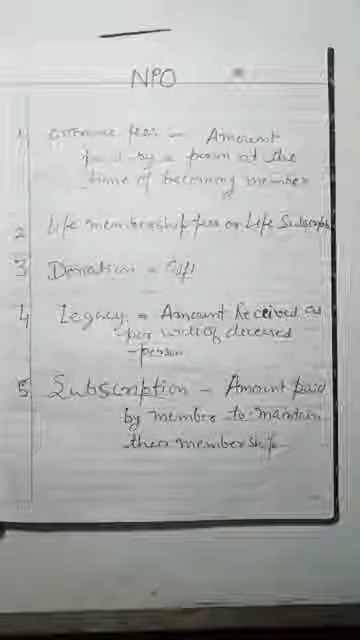 NPO
1 Entrance fees - Amount
paid by a person at the
time of becoming member
2 Life membership fees or Life Subscrip
3 Donation = Gift
4 Legacy = Amount Received as
per will of deceased
-person
5 Subscription - Amount paid
by member to maintain
their membership